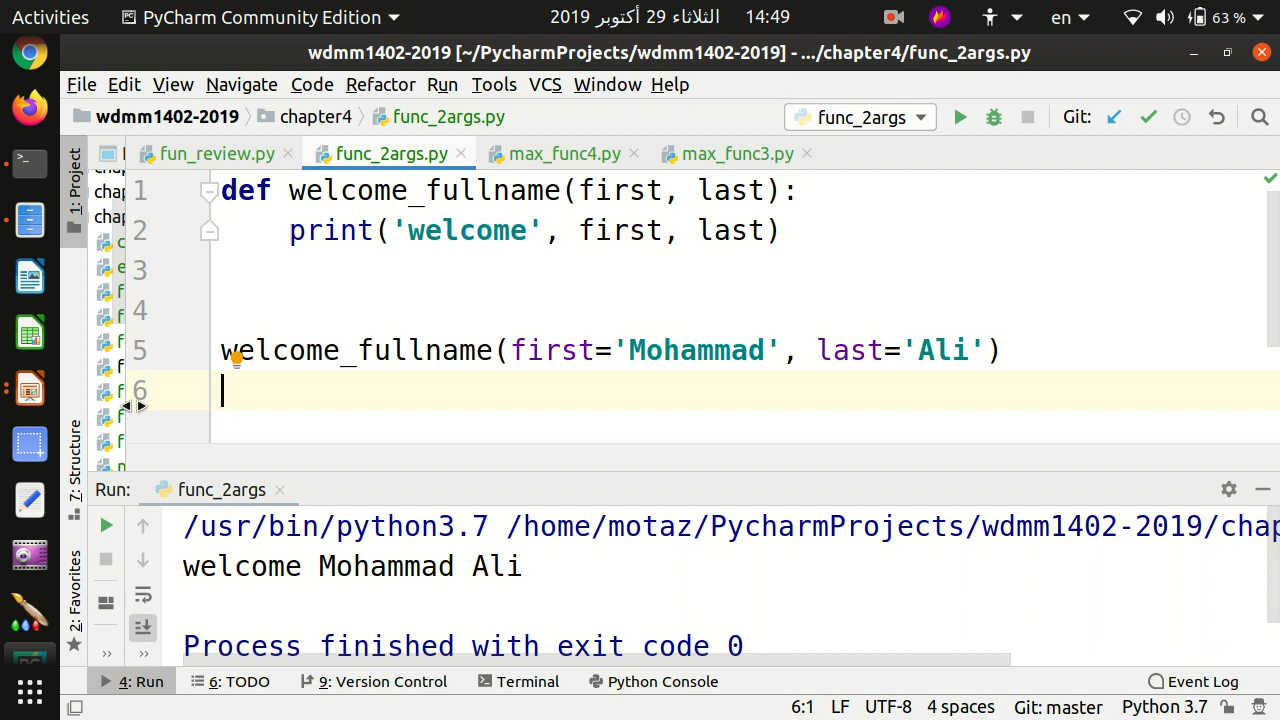 Activities PyCharm Community Edition الثلاثاء 29 أكتوبر 2019 14:49 en 63 %
wdmm1402-2019 [~/PycharmProjects/wdmm1402-2019] - .../chapter4/func_2args.py
File Edit View Navigate Code Refactor Run Tools VCS Window Help
wdmm1402-2019 chapter4 func_2args.py func_2args Git:
1: Project
fun_review.py func_2args.py max_func4.py max_func3.py
1 def welcome_fullname(first, last):
2 print('welcome', first, last)
3
4
5 welcome_fullname(first='Mohammad', last='Ali')
6
7: Structure
2: Favorites
Run: func_2args
/usr/bin/python3.7 /home/motaz/PycharmProjects/wdmm1402-2019/chap
welcome Mohammad Ali
Process finished with exit code 0
4: Run 6: TODO 9: Version Control Terminal Python Console Event Log
6:1 LF UTF-8 4 spaces Git: master Python 3.7